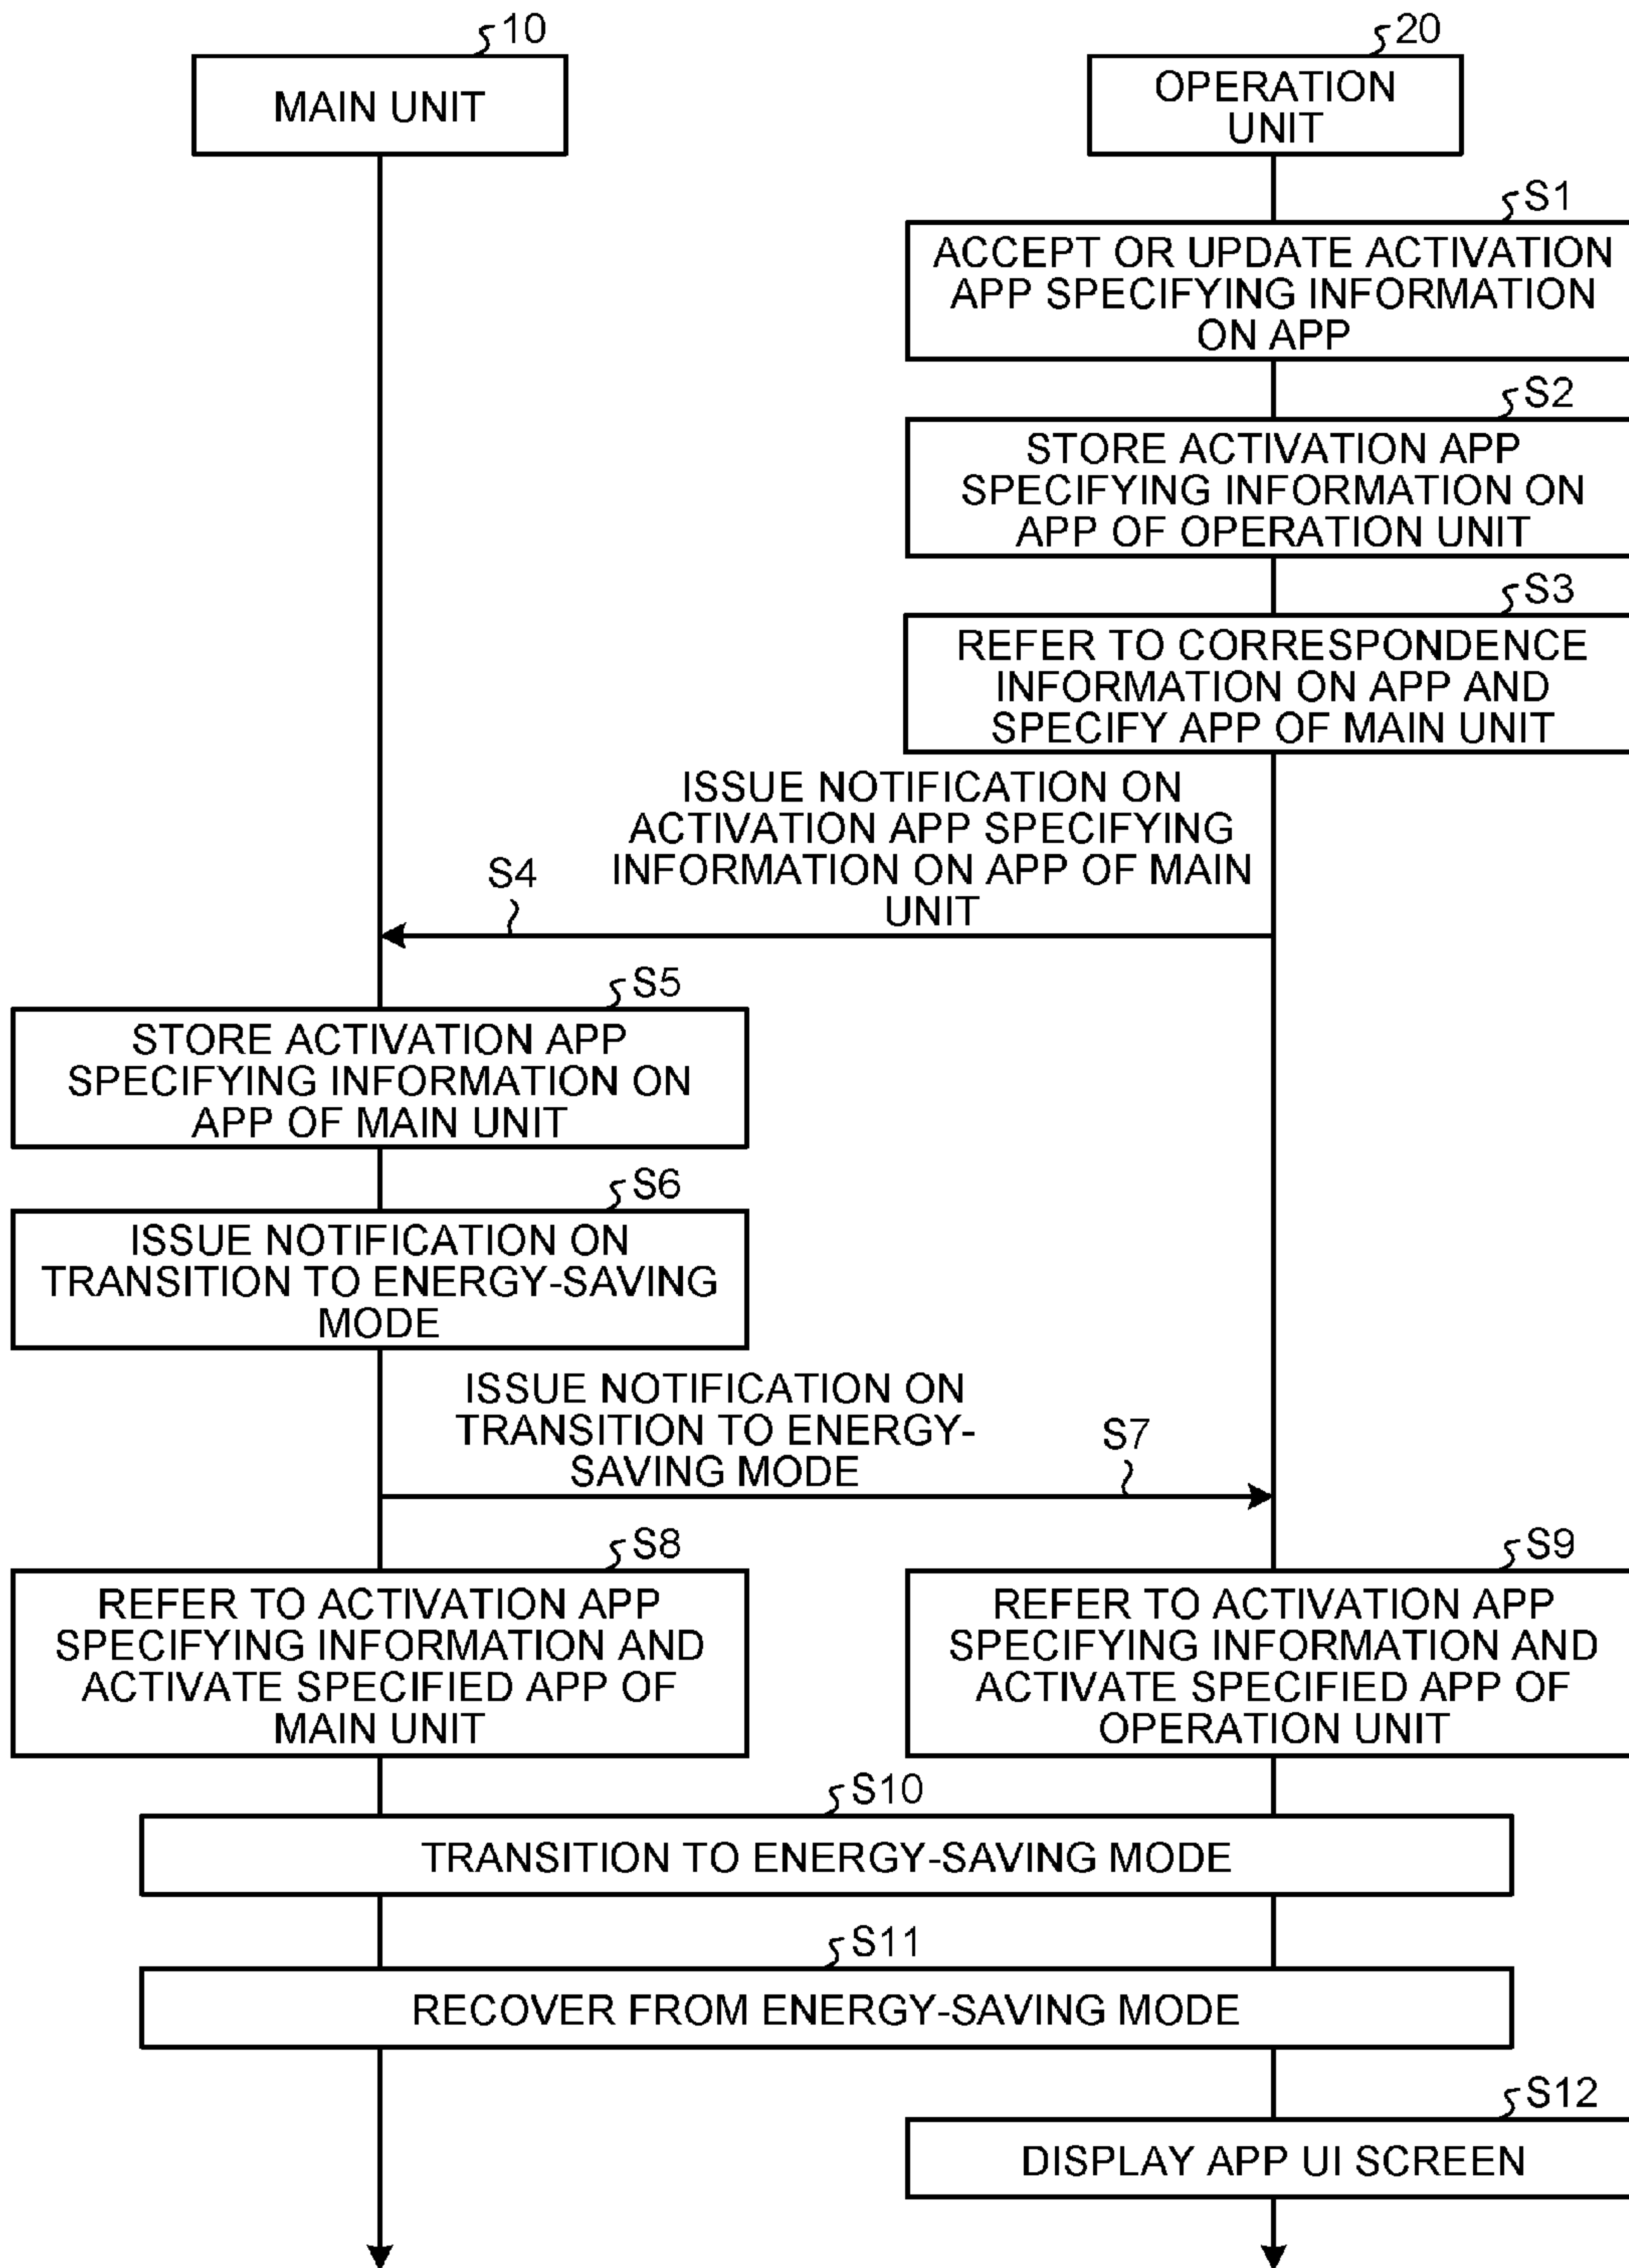 10
20
MAIN UNIT
OPERATION
UNIT
S1
ACCEPT OR UPDATE ACTIVATION
APP SPECIFYING INFORMATION
ON APP
S2
STORE ACTIVATION APP
SPECIFYING INFORMATION ON
APP OF OPERATION UNIT
S3
REFER TO CORRESPONDENCE
INFORMATION ON APP AND
SPECIFY APP OF MAIN UNIT
ISSUE NOTIFICATION ON
ACTIVATION APP SPECIFYING
INFORMATION ON APP OF MAIN
UNIT
S4
S5
STORE ACTIVATION APP
SPECIFYING INFORMATION ON
APP OF MAIN UNIT
S6
ISSUE NOTIFICATION ON
TRANSITION TO ENERGY-SAVING
MODE
ISSUE NOTIFICATION ON
TRANSITION TO ENERGY-
SAVING MODE
S7
S8
REFER TO ACTIVATION APP
SPECIFYING INFORMATION AND
ACTIVATE SPECIFIED APP OF
MAIN UNIT
S9
REFER TO ACTIVATION APP
SPECIFYING INFORMATION AND
ACTIVATE SPECIFIED APP OF
OPERATION UNIT
S10
TRANSITION TO ENERGY-SAVING MODE
S11
RECOVER FROM ENERGY-SAVING MODE
S12
DISPLAY APP UI SCREEN